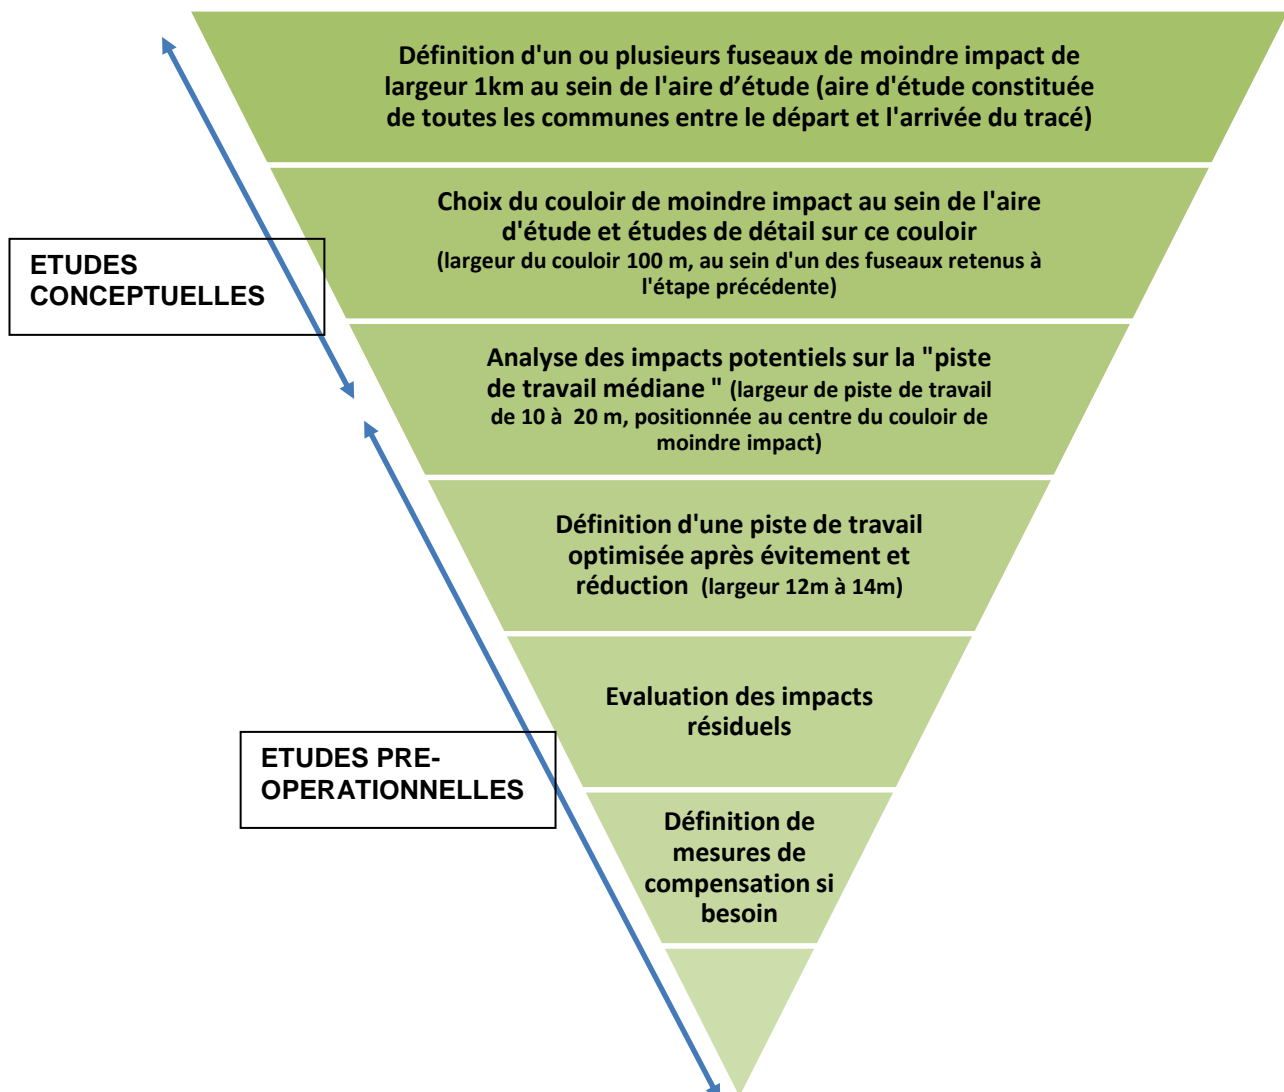 Définition d'un ou plusieurs fuseaux de moindre impact de
largeur 1km au sein de l'aire d’étude (aire d'étude constituée
de toutes les communes entre le départ et l'arrivée du tracé)
Choix du couloir de moindre impact au sein de l'aire
d'étude et études de détail sur ce couloir
(largeur du couloir 100 m, au sein d'un des fuseaux retenus à
l'étape précédente)
ETUDES
CONCEPTUELLES
Analyse des impacts potentiels sur la "piste
de travail médiane " (largeur de piste de travail
de 10 à 20 m, positionnée au centre du couloir de
moindre impact)
Définition d'une piste de travail
optimisée après évitement et
réduction (largeur 12m à 14m)
Evaluation des impacts
résiduels
ETUDES PRE-
OPERATIONNELLES
Définition de
mesures de
compensation si
besoin